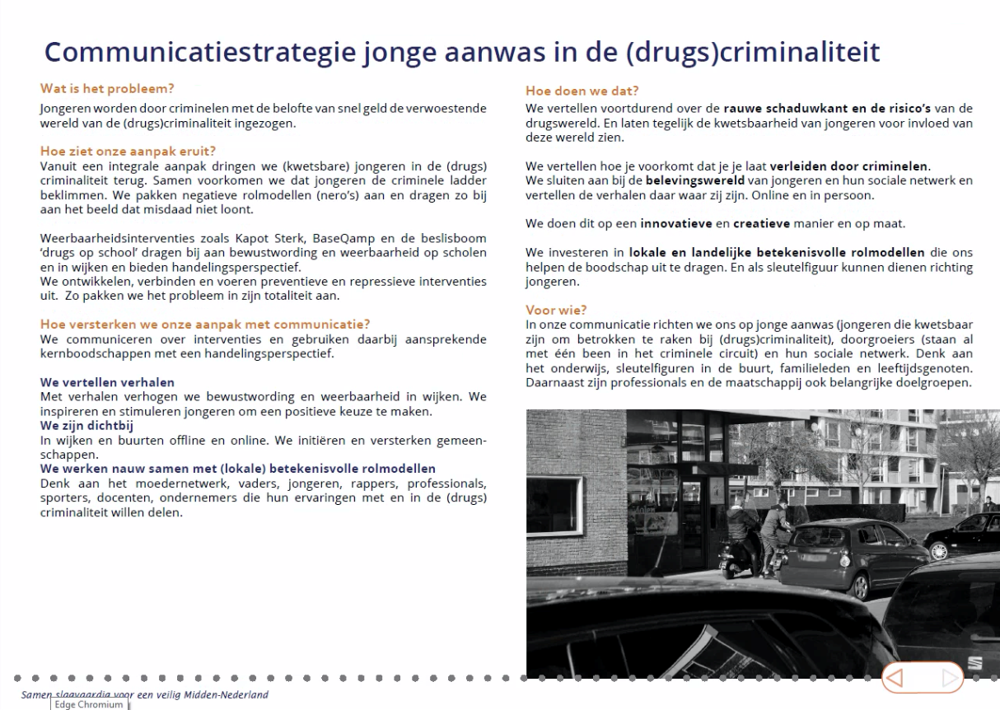 Communicatiestrategie jonge aanwas in de (drugs)criminaliteit
Wat is het probleem?
Jongeren worden door criminelen met de belofte van snel geld de verwoestende
wereld van de (drugs)criminaliteit ingezogen.
Hoe ziet onze aanpak eruit?
Vanuit een integrale aanpak dringen we (kwetsbare) jongeren in de (drugs)
criminaliteit terug. Samen voorkomen we dat jongeren de criminele ladder
beklimmen. We pakken negatieve rolmodellen (nero's) aan en dragen zo bij
aan het beeld dat misdaad niet loont.
Weerbaarheidsinterventies zoals Kapot Sterk, BaseQamp en de beslisboom
'drugs op school' dragen bij aan bewustwording en weerbaarheid op scholen
en in wijken en bieden handelingsperspectief.
We ontwikkelen, verbinden en voeren preventieve en repressieve interventies
uit. Zo pakken we het probleem in zijn totaliteit aan.
Hoe versterken we onze aanpak met communicatie?
We communiceren over interventies en gebruiken daarbij aansprekende
kernboodschappen met een handelingsperspectief.
We vertellen verhalen
Met verhalen verhogen we bewustwording en weerbaarheid in wijken. We
inspireren en stimuleren jongeren om een positieve keuze te maken.
We zijn dichtbij
In wijken en buurten offline en online. We initiëren en versterken gemeen-
schappen.
We werken nauw samen met (lokale) betekenisvolle rolmodellen
Denk aan het moedernetwerk, vaders, jongeren, rappers, professionals,
sporters, docenten, ondernemers die hun ervaringen met en in de (drugs)
criminaliteit willen delen.
Hoe doen we dat?
We vertellen voortdurend over de rauwe schaduwkant en de risico's van de
drugswereld. En laten tegelijk de kwetsbaarheid van jongeren voor invloed van
deze wereld zien.
We vertellen hoe je voorkomt dat je je laat verleiden door criminelen.
We sluiten aan bij de belevingswereld van jongeren en hun sociale netwerk en
vertellen de verhalen daar waar zij zijn. Online en in persoon.
We doen dit op een innovatieve en creatieve manier en op maat.
We investeren in lokale en landelijke betekenisvolle rolmodellen die ons
helpen de boodschap uit te dragen. En als sleutelfiguur kunnen dienen richting
jongeren.
Voor wie?
In onze communicatie richten we ons op jonge aanwas (jongeren die kwetsbaar
zijn om betrokken te raken bij (drugs)criminaliteit), doorgroeiers (staan al
met één been in het criminele circuit) en hun sociale netwerk. Denk aan
het onderwijs, sleutelfiguren in de buurt, familieleden en leeftijdsgenoten.
Daarnaast zijn professionals en de maatschappij ook belangrijke doelgroepen.
Samen slagvaardig voor een veilig Midden-Nederland
Edge Chromium